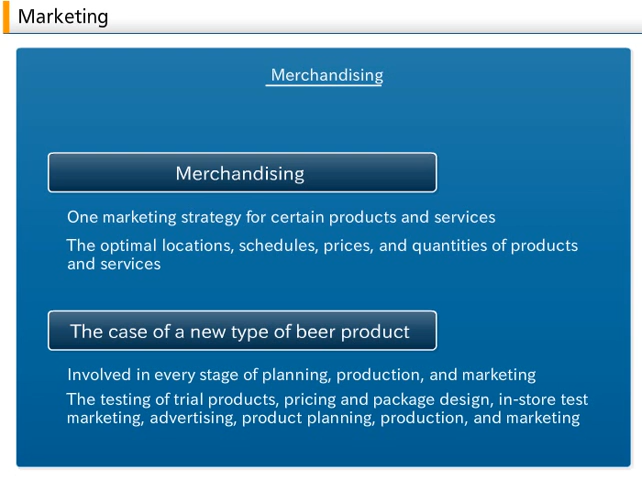 Marketing
Merchandising
Merchandising
One marketing strategy for certain products and services
The optimal locations, schedules, prices, and quantities of products
and services
The case of a new type of beer product
Involved in every stage of planning, production, and marketing
The testing of trial products, pricing and package design, in-store test
marketing, advertising, product planning, production, and marketing